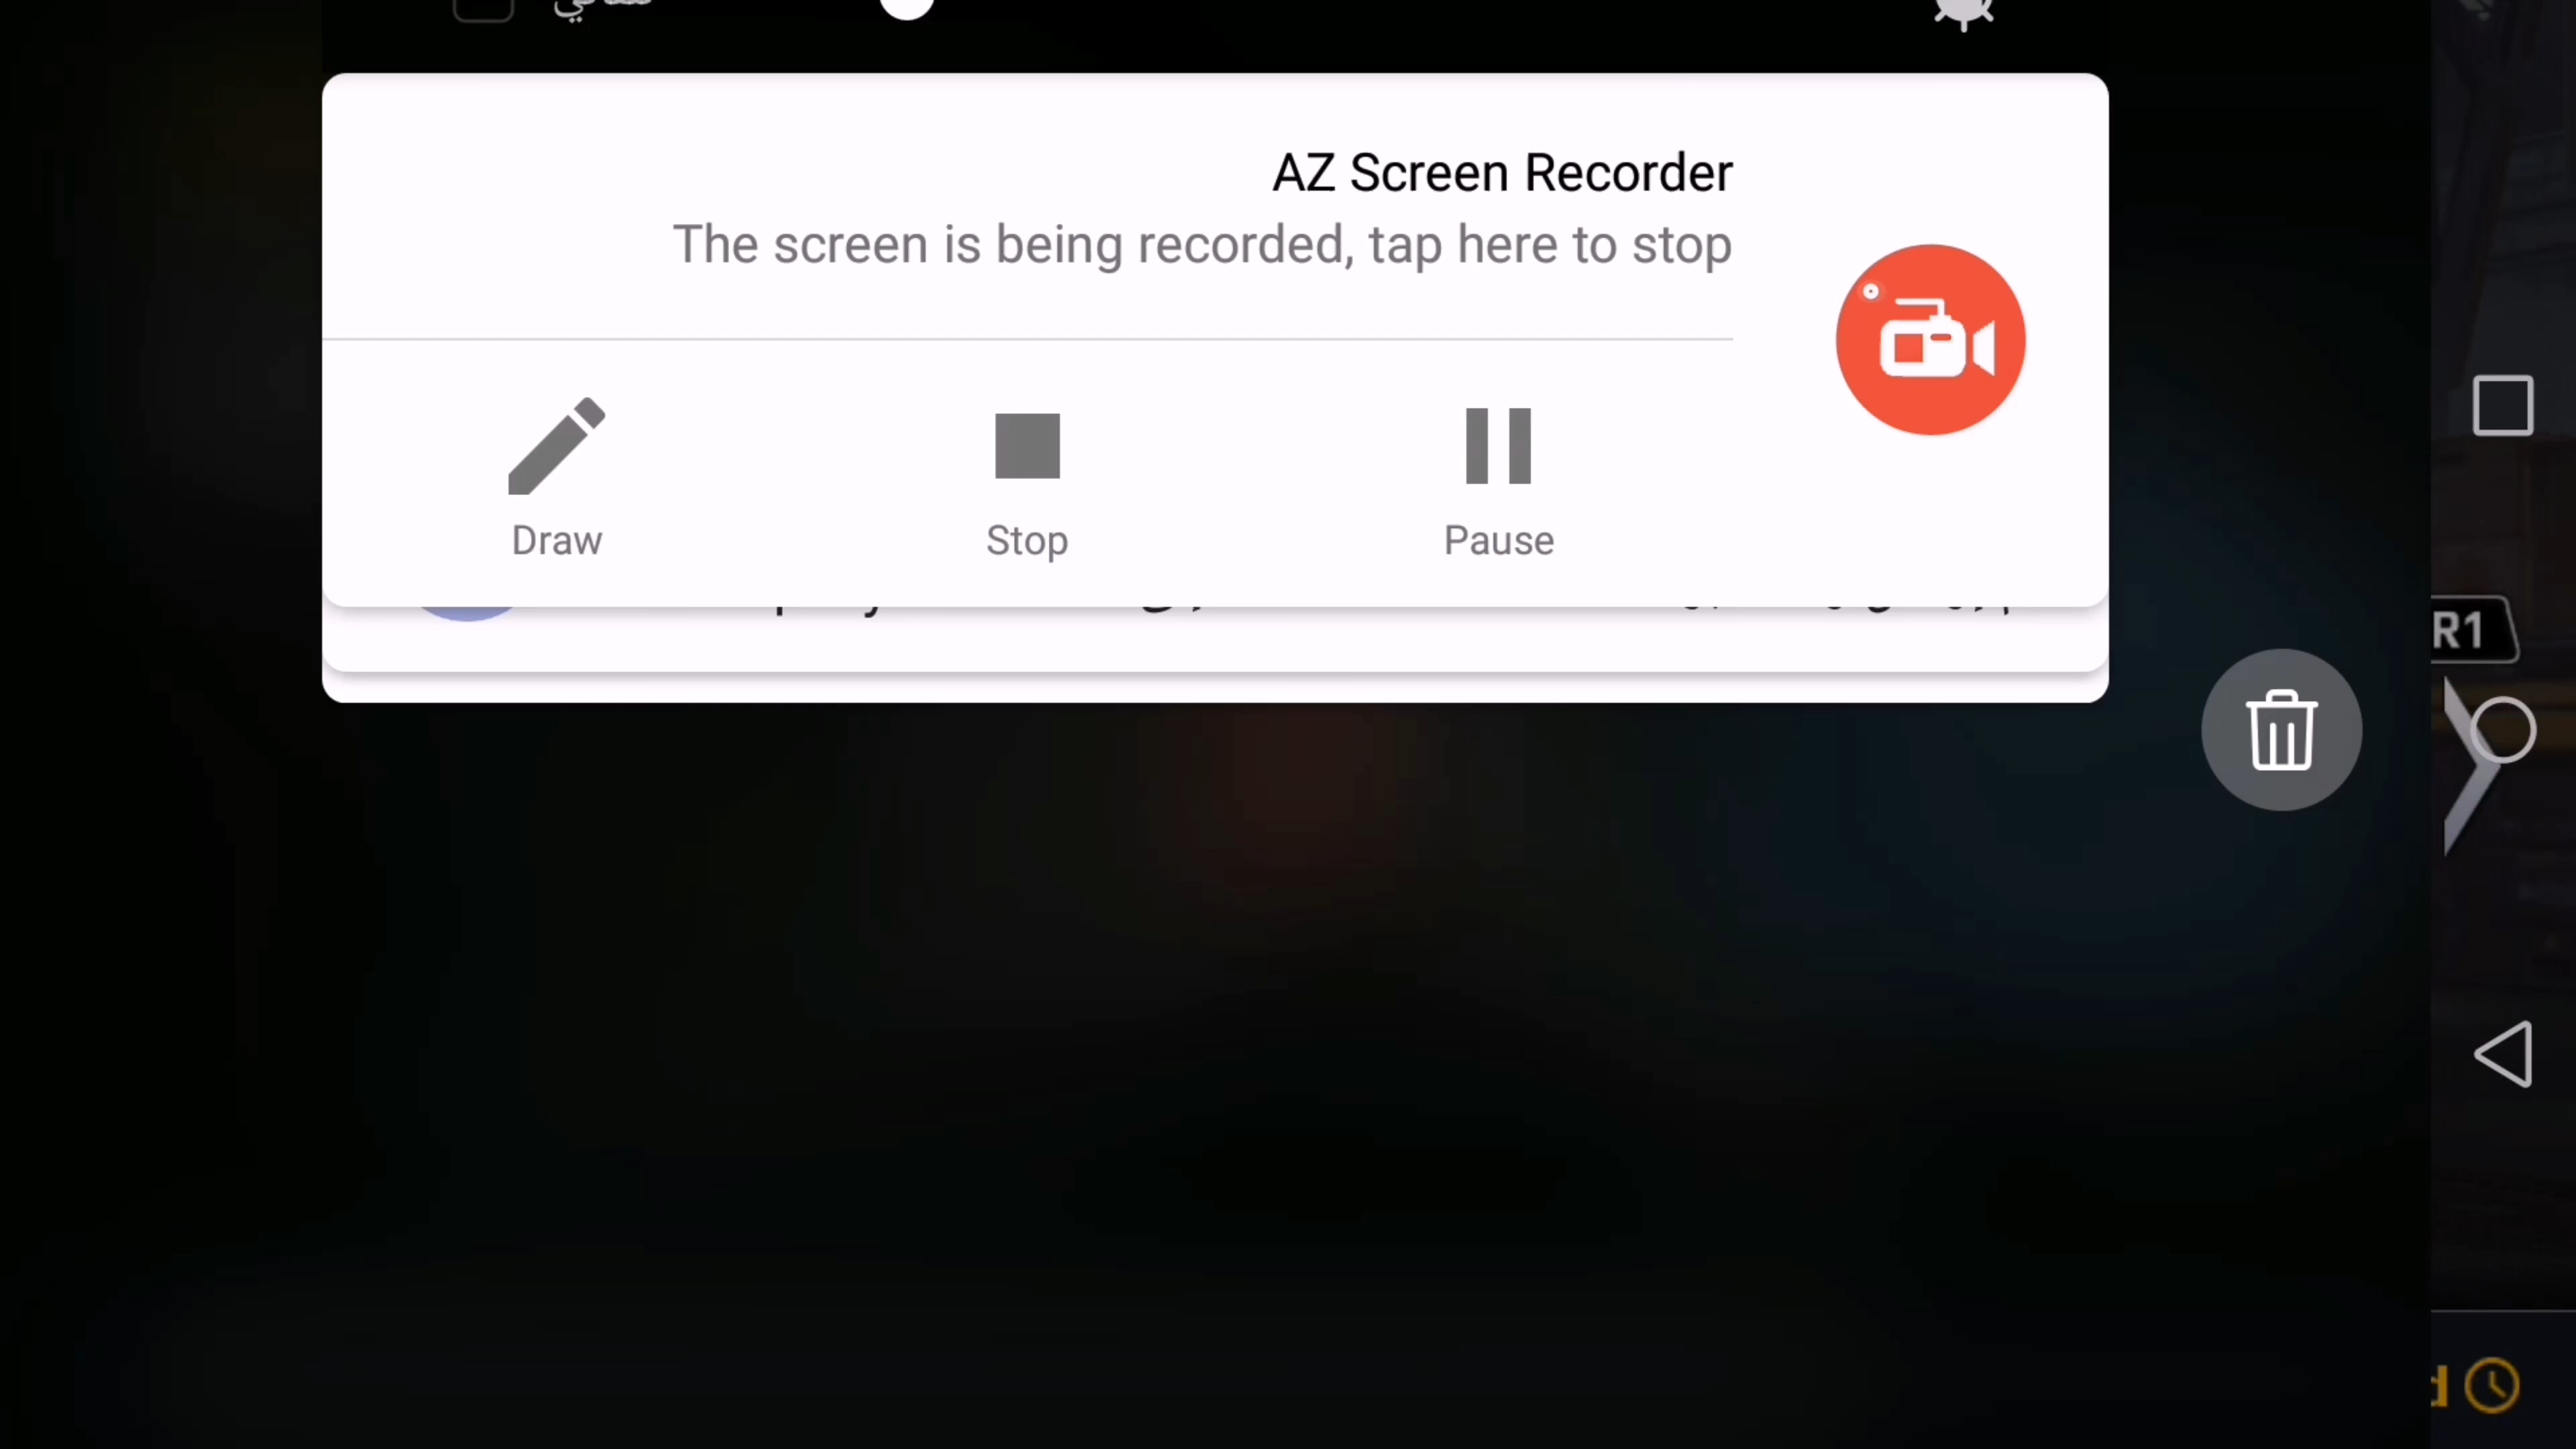 AZ Screen Recorder
The screen is being recorded, tap here to stop
Draw
Stop
Pause
R1